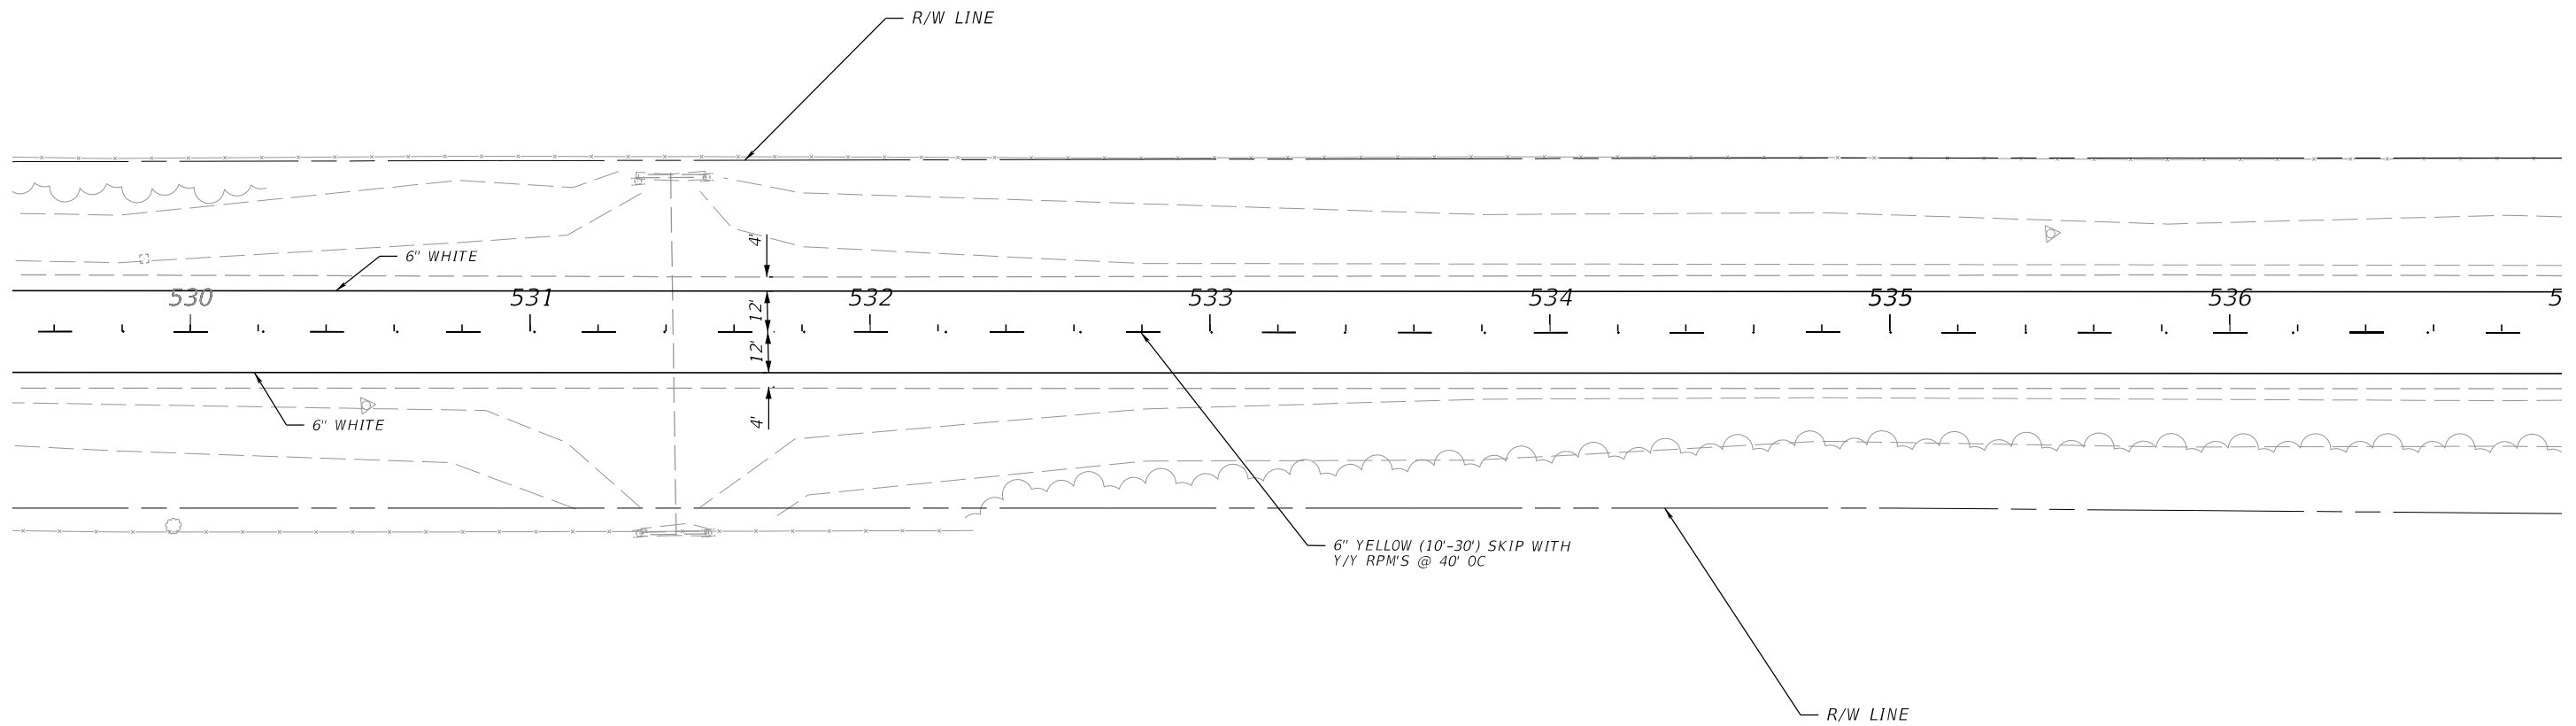 R/W LINE
6" WHITE
4'
530
531
532
533
534
535
536
5
12'
12'
4'
6" WHITE
6" YELLOW (10'-30') SKIP WITH
Y/Y RPM'S @ 40' OC
R/W LINE